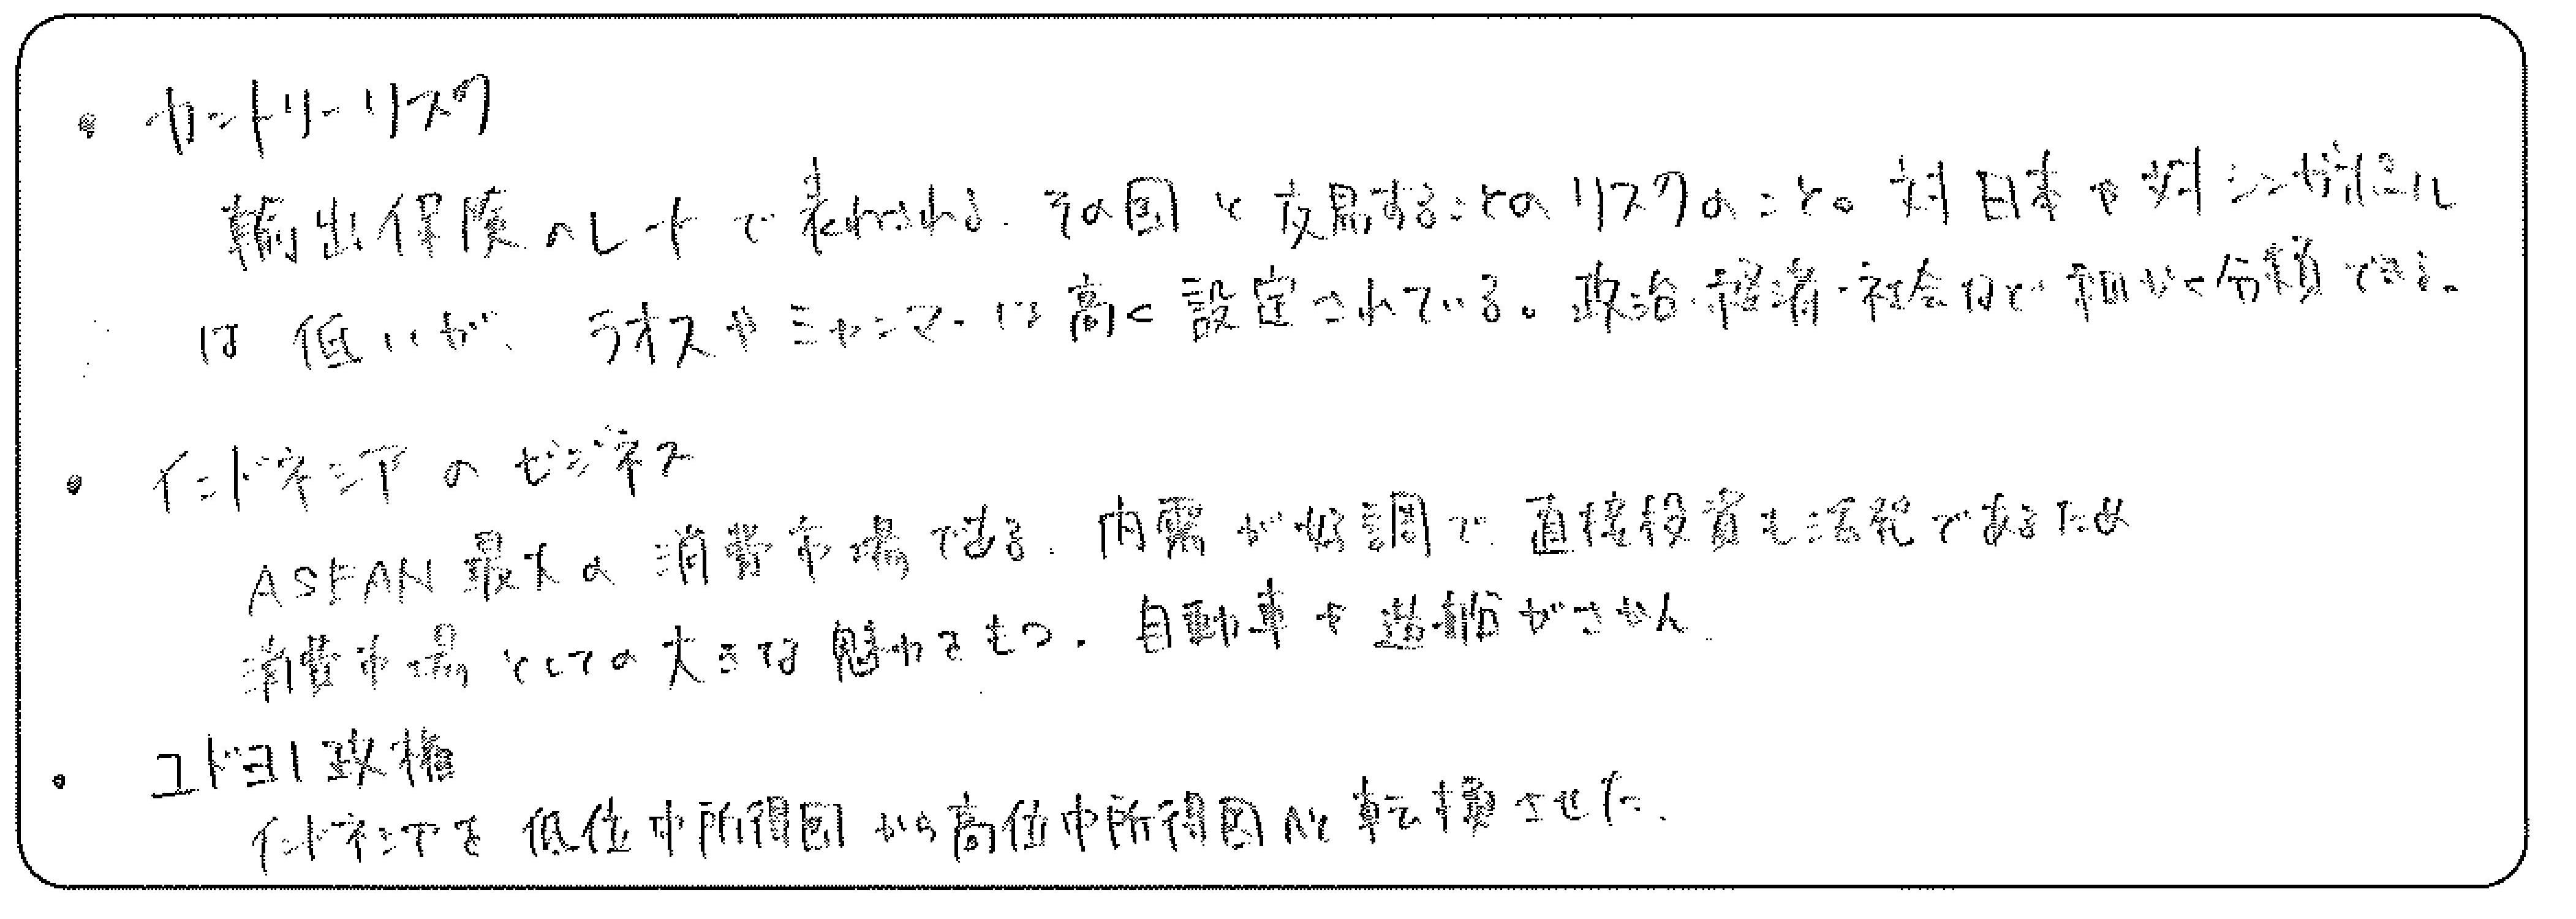 ・ カントリーリスク
輸出保険のレートで表わされる、その国と交易することのリスクのこと。対日本や対シンガポール
は低いが、ラオスやミャンマーは高く設定されている。政治・経済・社会など細かく分類できる。
・ インドネシアのビジネス
ASEAN最大の消費市場である。内需が好調で、直接投資も活発であるため
消費市場としての大きな魅力をもつ。自動車や造船がさかん。
・ ユドヨノ政権
インドネシアを低位中所得国から高位中所得国へと転換させた。